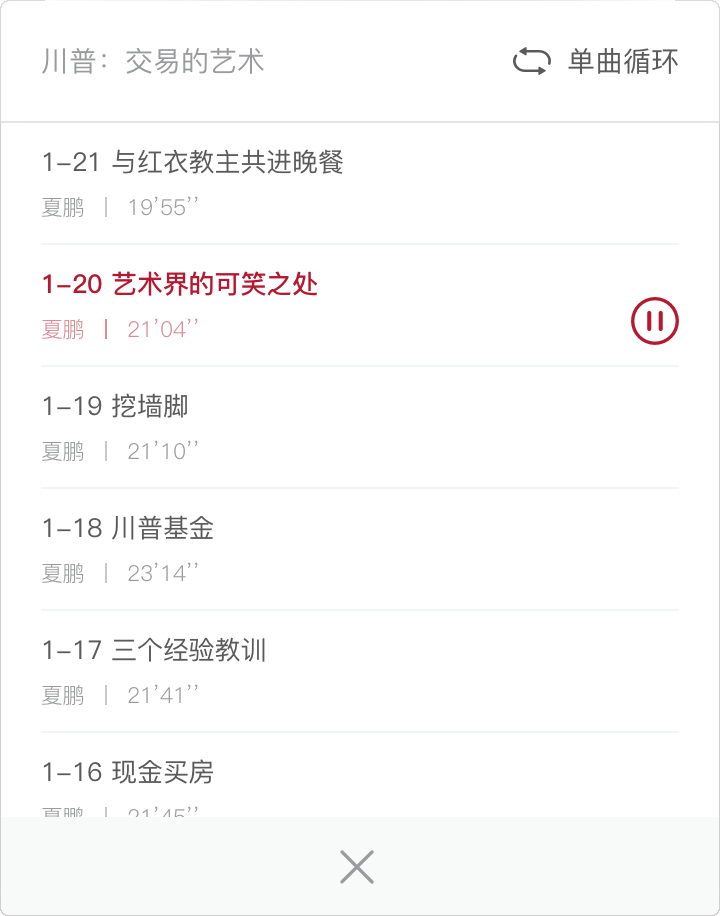 川普：交易的艺术
单曲循环
1-21 与红衣教主共进晚餐
夏鹏 | 19’55’’
1-20 艺术界的可笑之处
夏鹏 | 21’04’’
1-19 挖墙脚
夏鹏 | 21’10’’
1-18 川普基金
夏鹏 | 23’14’’
1-17 三个经验教训
夏鹏 | 21’41’’
1-16 现金买房
夏鹏 | 21’45’’